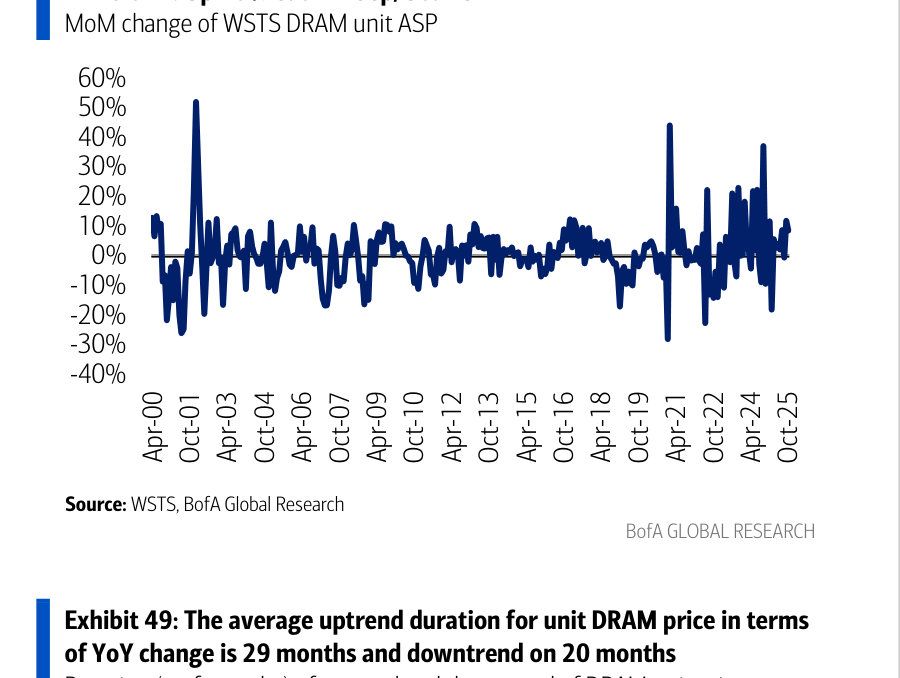 MoM change of WSTS DRAM unit ASP
60%
50%
40%
30%
20%
10%
0%
-10%
-20%
-30%
-40%
Apr-00
Oct-01
Apr-03
Oct-04
Apr-06
Oct-07
Apr-09
Oct-10
Apr-12
Oct-13
Apr-15
Oct-16
Apr-18
Oct-19
Apr-21
Oct-22
Apr-24
Oct-25
Source: WSTS, BofA Global Research
BofA GLOBAL RESEARCH
Exhibit 49: The average uptrend duration for unit DRAM price in terms
of YoY change is 29 months and downtrend on 20 months